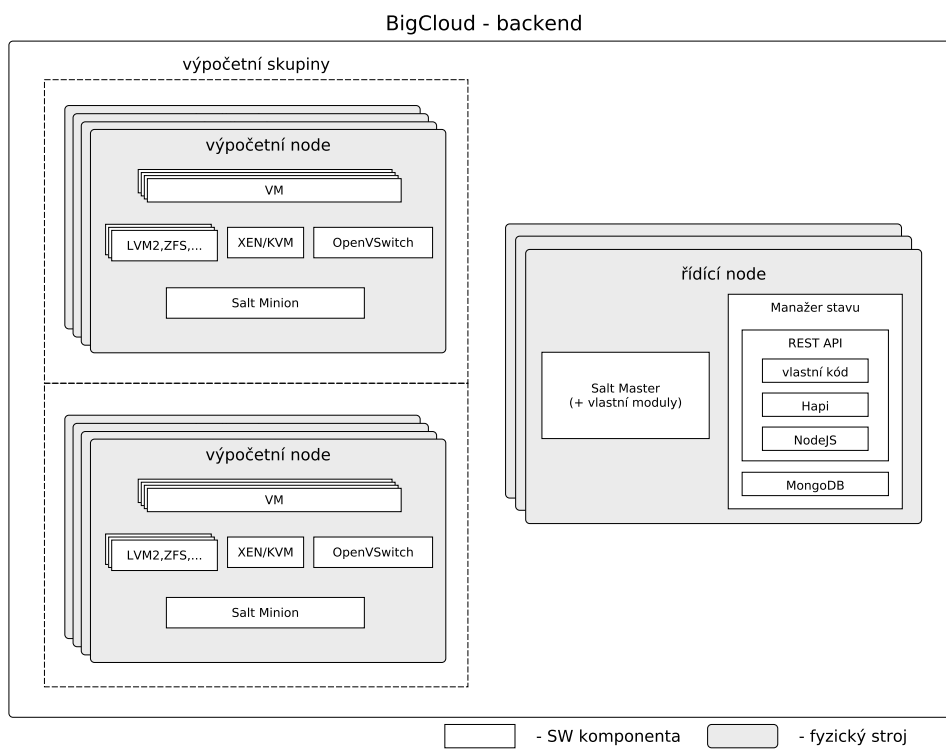 BigCloud - backend
výpočetní skupiny
výpočetní node
VM
LVM2,ZFS,...
XEN/KVM
OpenVSwitch
Salt Minion
výpočetní node
VM
LVM2,ZFS,...
XEN/KVM
OpenVSwitch
Salt Minion
řídící node
Salt Master
(+ vlastní moduly)
Manažer stavu
REST API
vlastní kód
Hapi
NodeJS
MongoDB
- SW komponenta
- fyzický stroj